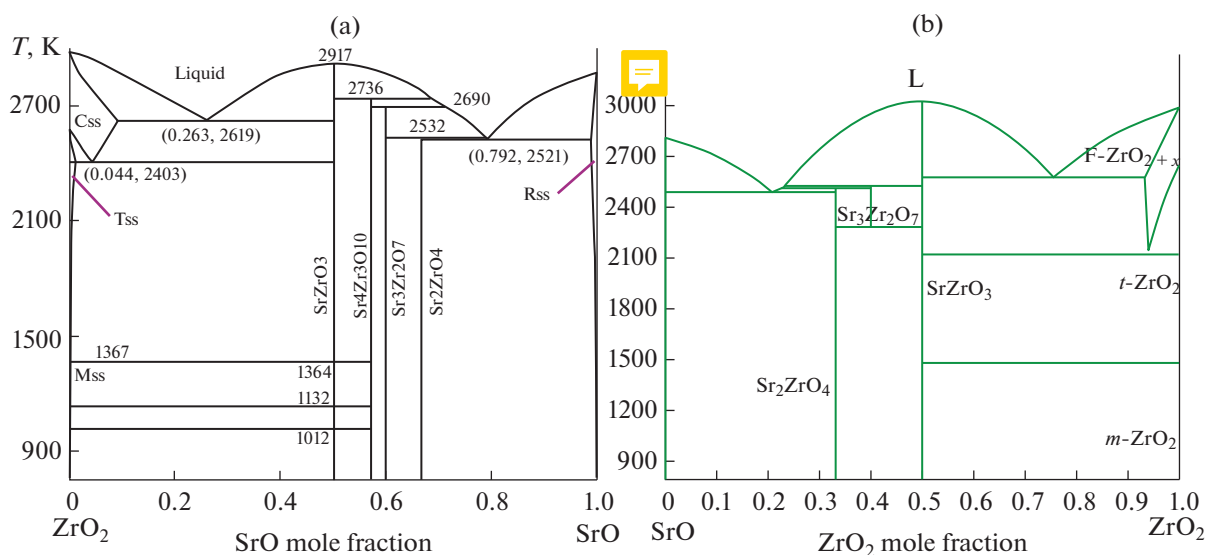 (a)
T, K
2917
Liquid
2736
2700
2690
Css
2532
(0.263, 2619)
(0.792, 2521)
(0.044, 2403)
Rss
Tss
2100
SrZrO3
Sr4Zr3O10
Sr3Zr2O7
Sr2ZrO4
1500
1367
Mss
1364
1132
1012
900
0 0.2 0.4 0.6 0.8 1.0
ZrO2 SrO
SrO mole fraction
(b)
L
3000
F-ZrO2 + x
2700
2400
Sr3Zr2O7
2100
SrZrO3
t-ZrO2
1800
1500
Sr2ZrO4
1200
m-ZrO2
900
0 0.1 0.2 0.3 0.4 0.5 0.6 0.7 0.8 0.9 1.0
SrO ZrO2
ZrO2 mole fraction